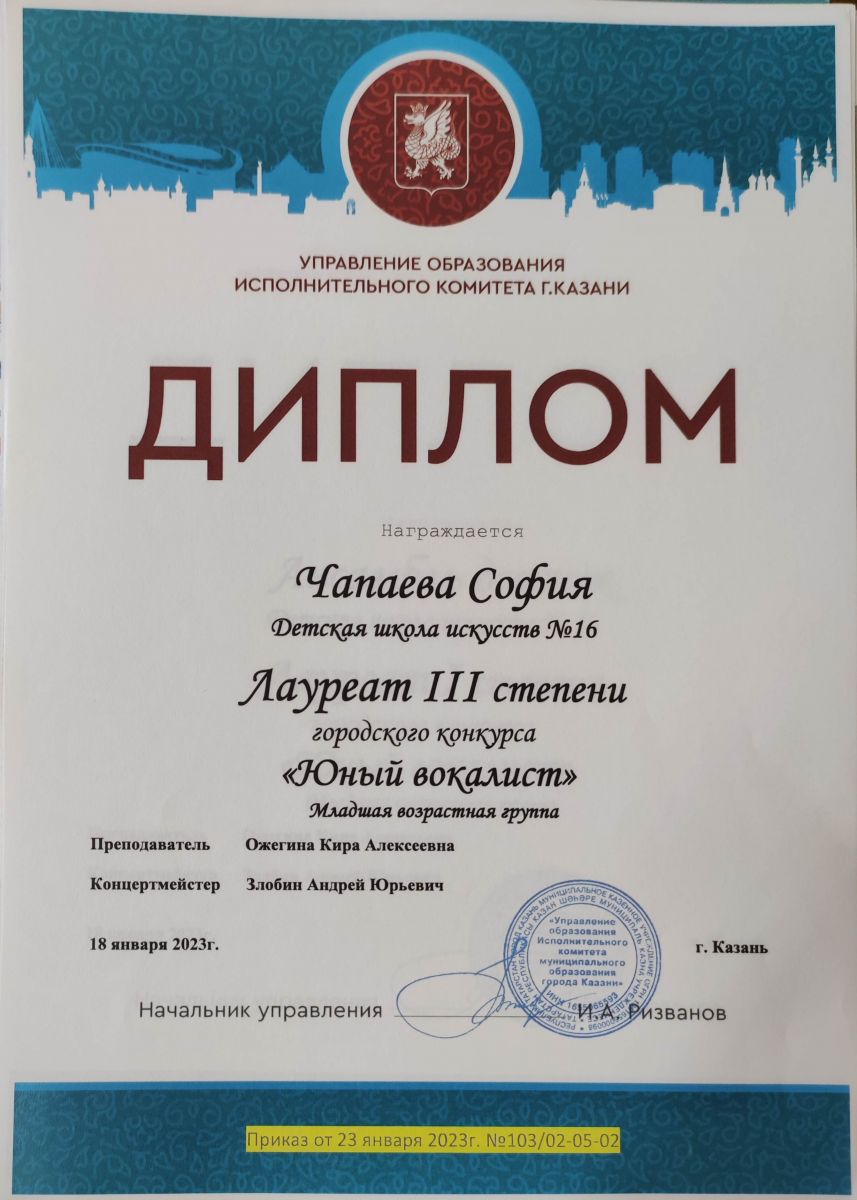 УПРАВЛЕНИЕ ОБРАЗОВАНИЯ
ИСПОЛНИТЕЛЬНОГО КОМИТЕТА Г.КАЗАНИ
ДИПЛОМ
Награждается
Чапаева София
Детская школа искусств №16
Лауреат III степени
городского конкурса
«Юный вокалист»
Младшая возрастная группа
Преподаватель Ожегина Кира Алексеевна
Концертмейстер Злобин Андрей Юрьевич
18 января 2023г. г. Казань
«Управление
образования
Исполнительного
комитета
муниципального
образования
города Казани»
Начальник управления И.А. Ризванов
Приказ от 23 января 2023г. №103/02-05-02